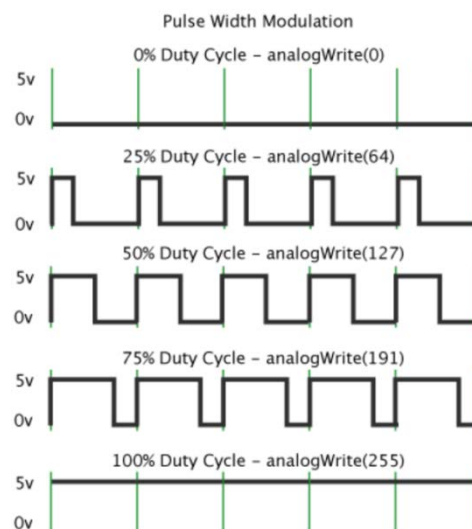 Pulse Width Modulation
0% Duty Cycle – analogWrite(0)
5v
0v
25% Duty Cycle – analogWrite(64)
5v
0v
50% Duty Cycle – analogWrite(127)
5v
0v
75% Duty Cycle – analogWrite(191)
5v
0v
100% Duty Cycle – analogWrite(255)
5v
0v